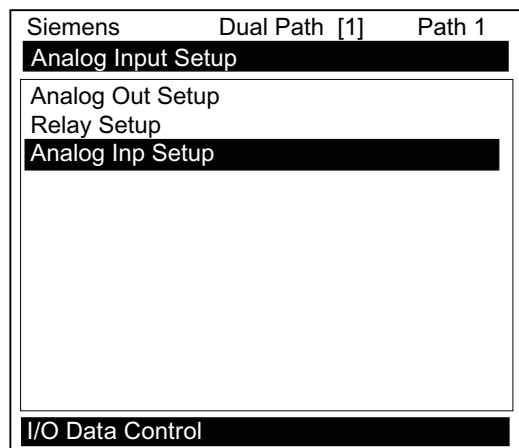 Siemens Dual Path [1] Path 1
Analog Input Setup
Analog Out Setup
Relay Setup
Analog Inp Setup
I/O Data Control